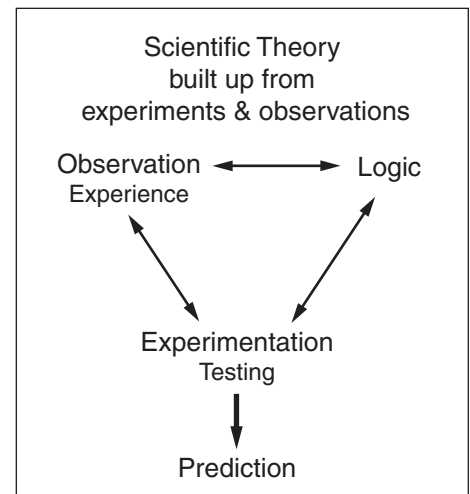 Scientific Theory
built up from
experiments & observations
Observation
Logic
Experience
Experimentation
Testing
Prediction